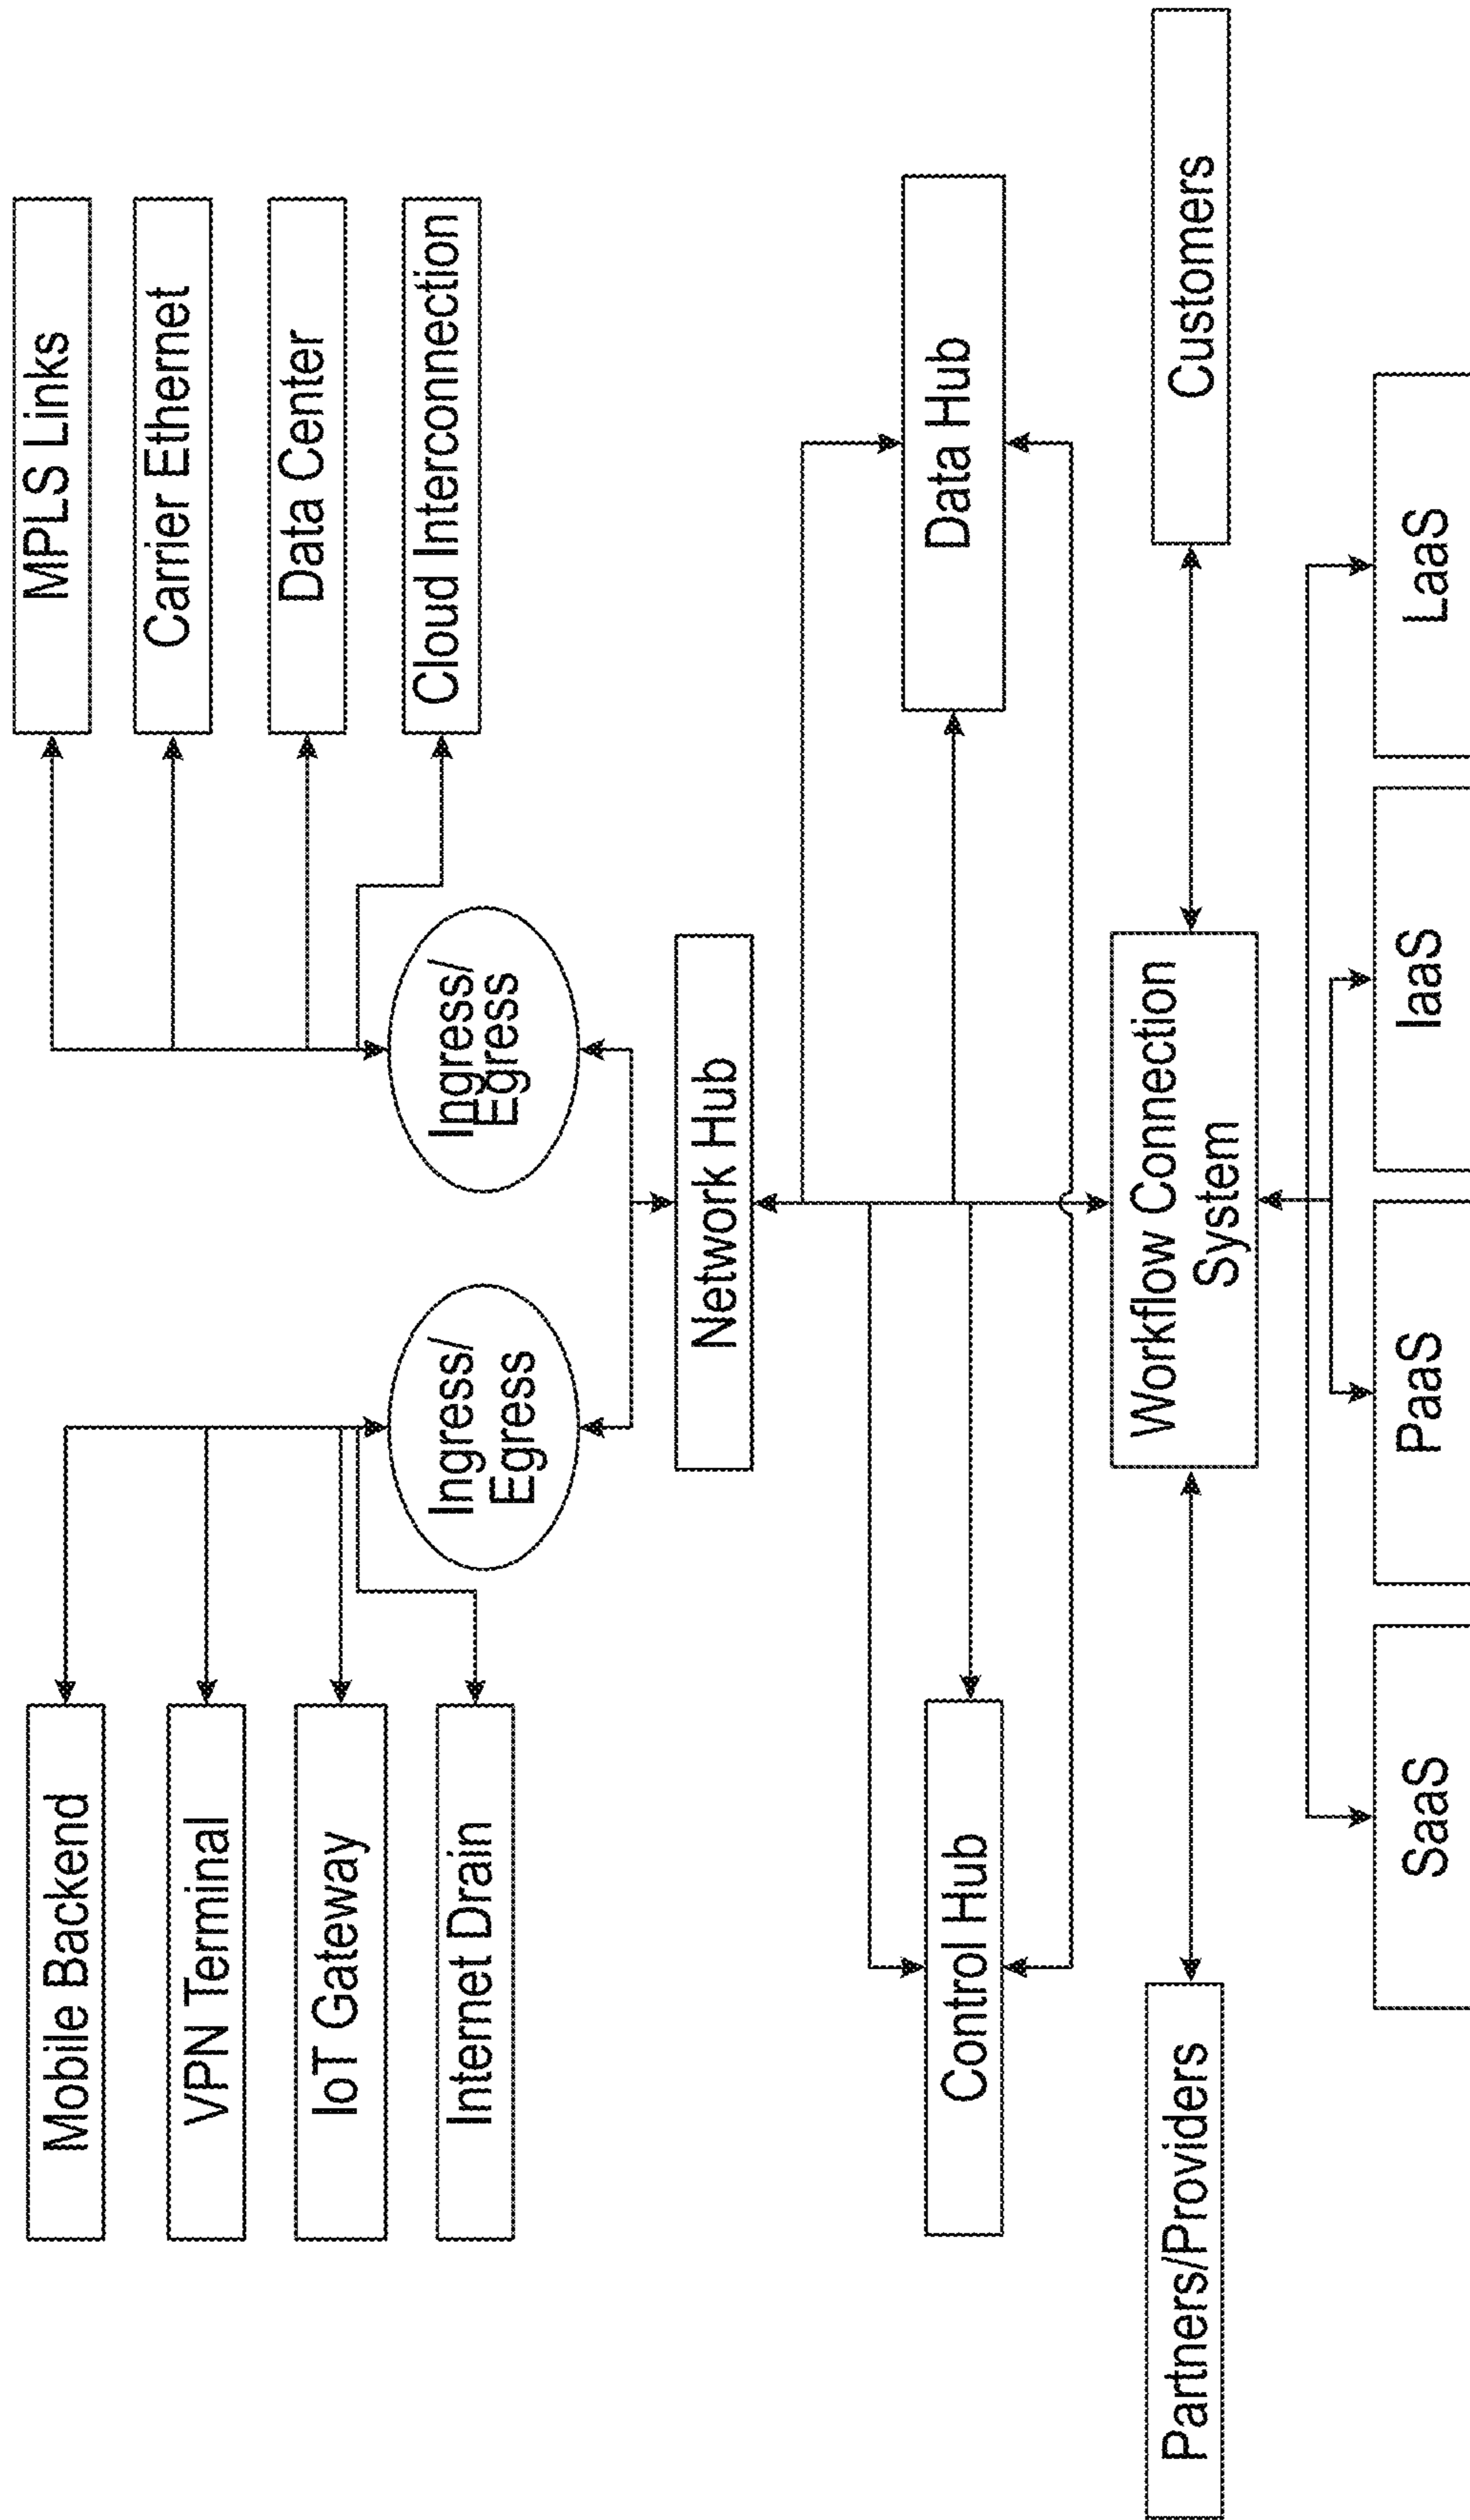 Mobile Backend
MPLS Links
VPN Terminal
Carrier Ethernet
IoT Gateway
Data Center
Internet Drain
Cloud Interconnection
Ingress/
Egress
Ingress/
Egress
Network Hub
Control Hub
Data Hub
Partners/Providers
Workflow Connection
System
Customers
SaaS
PaaS
IaaS
LaaS